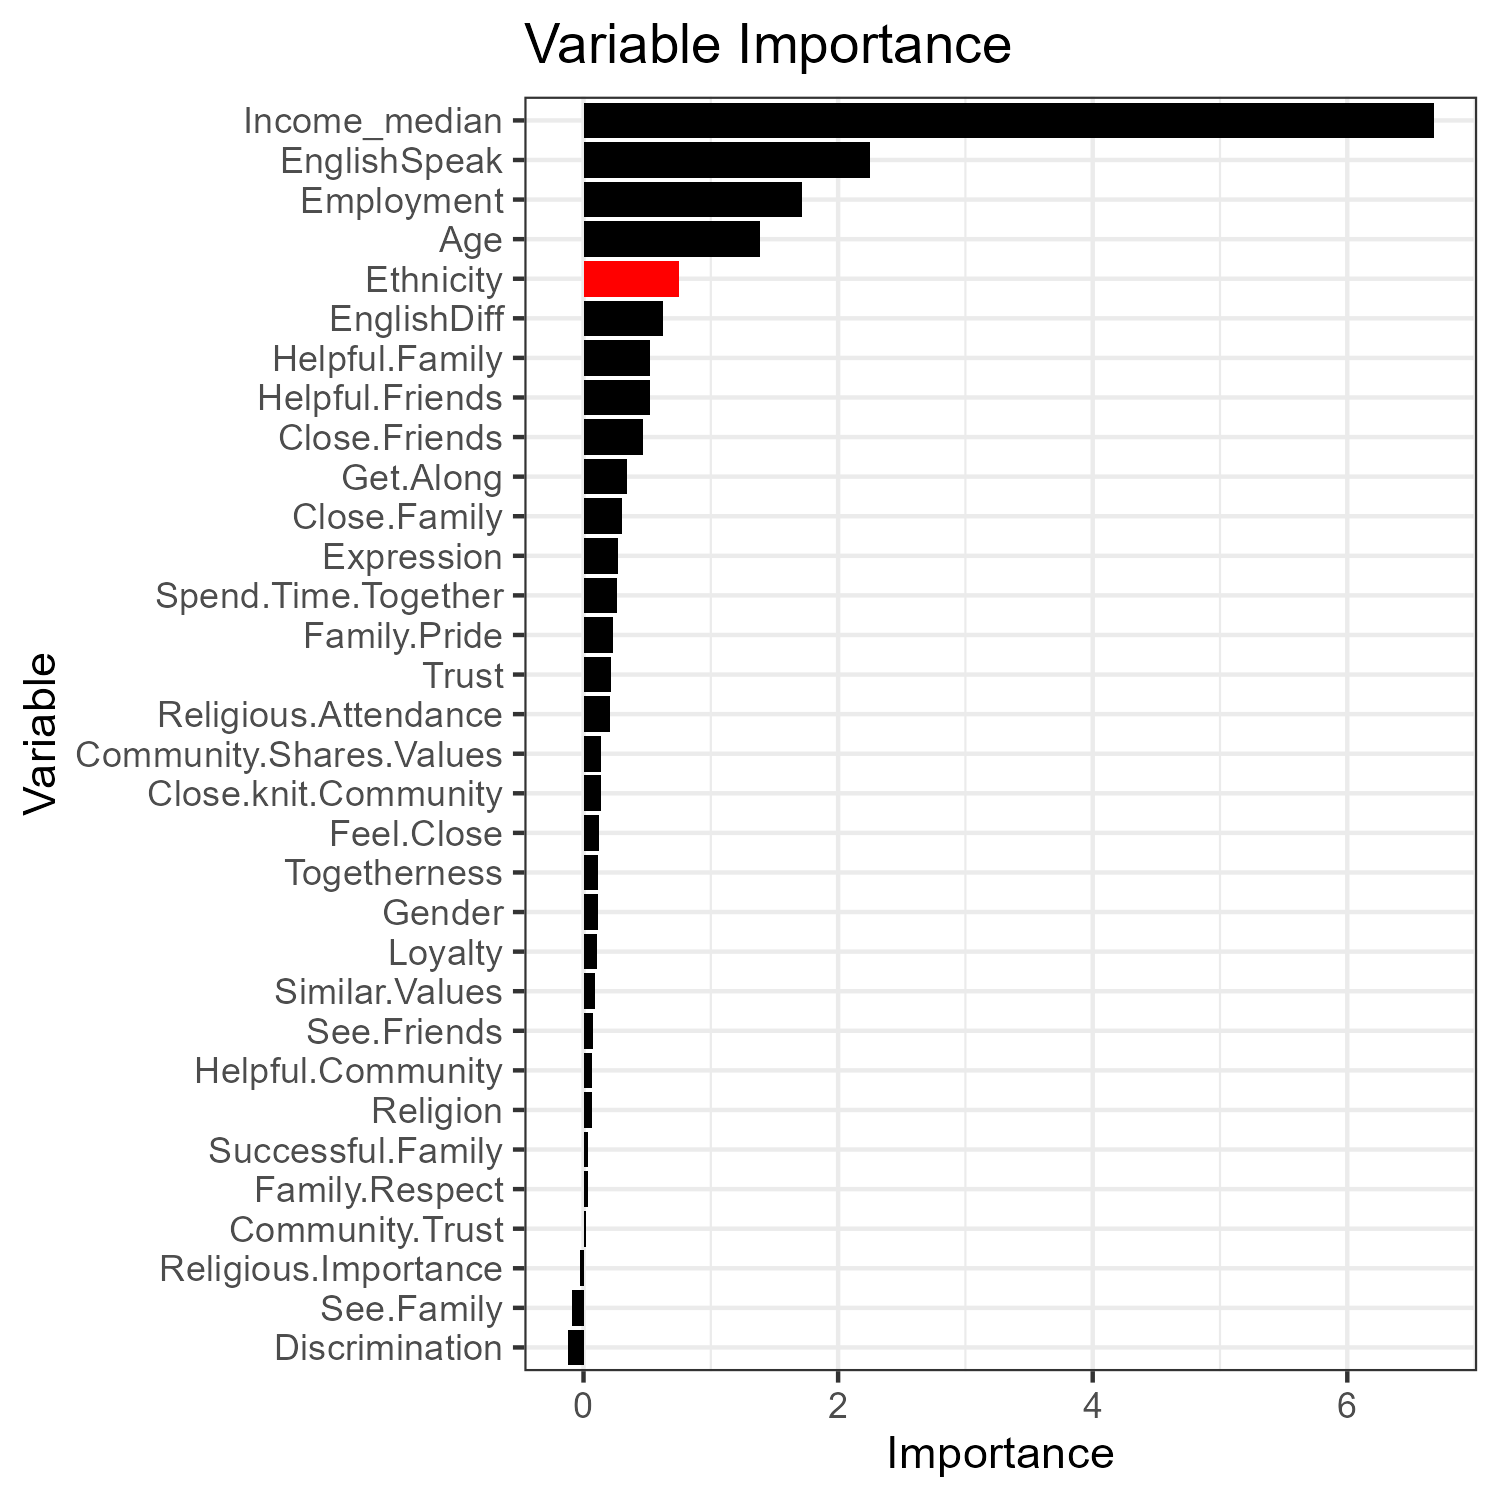 Variable Importance
Income_median
EnglishSpeak
Employment
Age
Ethnicity
EnglishDiff
Helpful.Family
Helpful.Friends
Close.Friends
Get.Along
Close.Family
Expression
Spend.Time.Together
Family.Pride
Trust
Religious.Attendance
Community.Shares.Values
Close.knit.Community
Feel.Close
Togetherness
Gender
Loyalty
Similar.Values
See.Friends
Helpful.Community
Religion
Successful.Family
Family.Respect
Community.Trust
Religious.Importance
See.Family
Discrimination
Variable
0 2 4 6
Importance